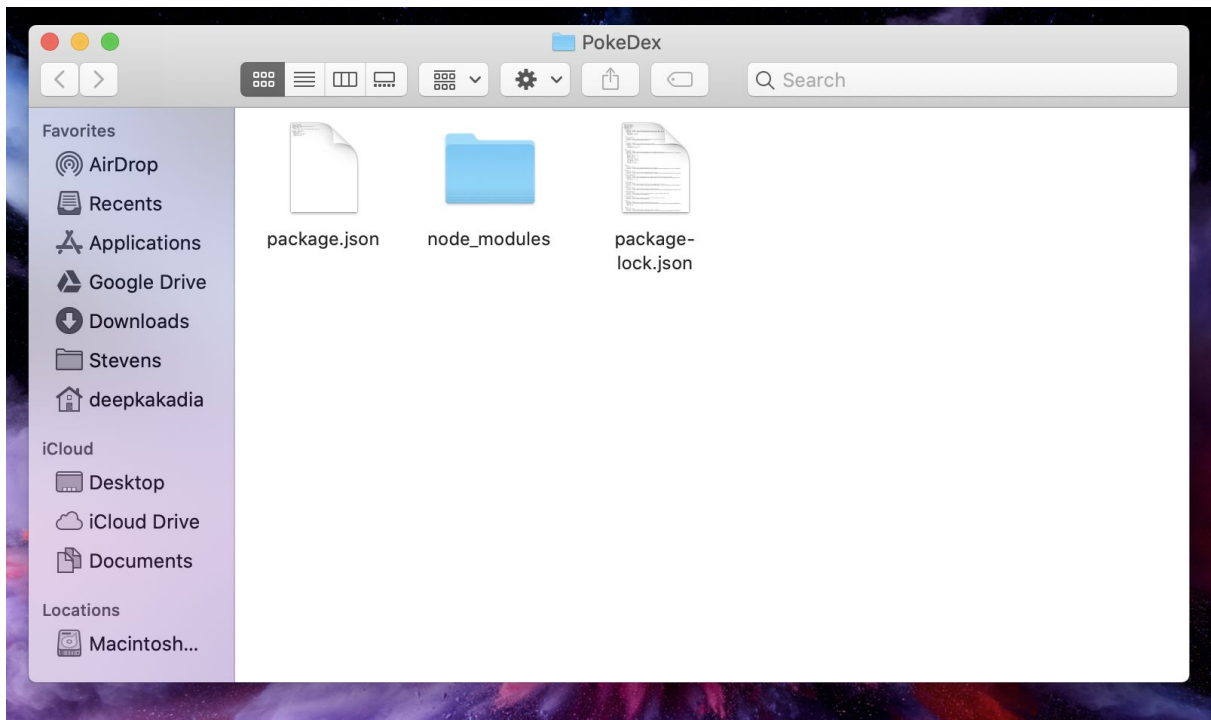 PokeDex
Search
Favorites
AirDrop
Recents
Applications
Google Drive
Downloads
Stevens
deepkakadia
iCloud
Desktop
iCloud Drive
Documents
Locations
Macintosh...
package.json
node_modules
package-
lock.json